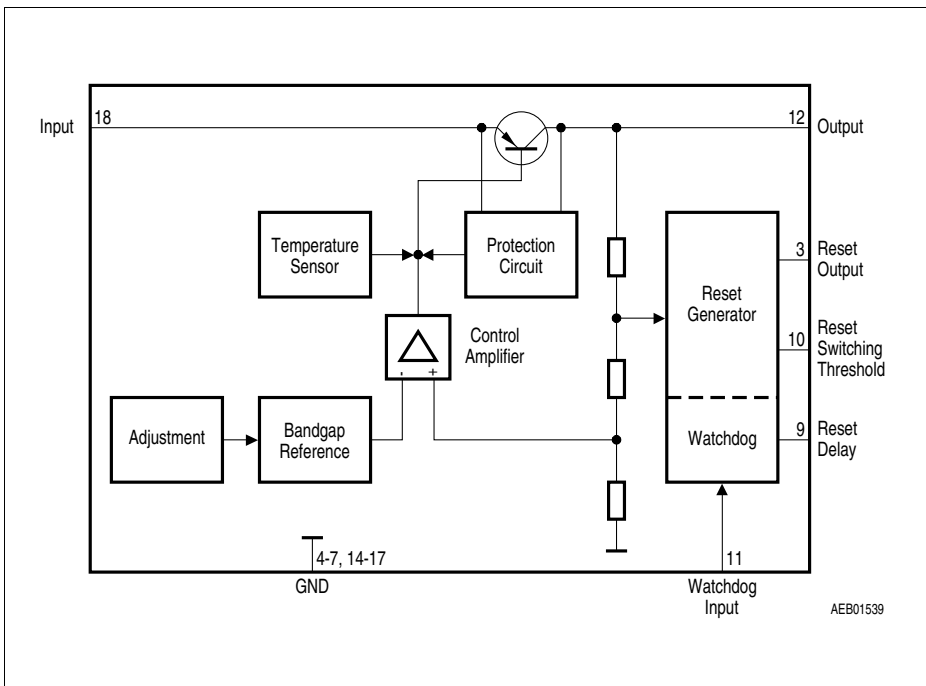 Input
18
12
Output
Temperature
Sensor
Protection
Circuit
Reset
Generator
3
Reset
Output
Control
Amplifier
10
Reset
Switching
Threshold
- +
Adjustment
Bandgap
Reference
Watchdog
9
Reset
Delay
4-7, 14-17
GND
11
Watchdog
Input
AEB01539